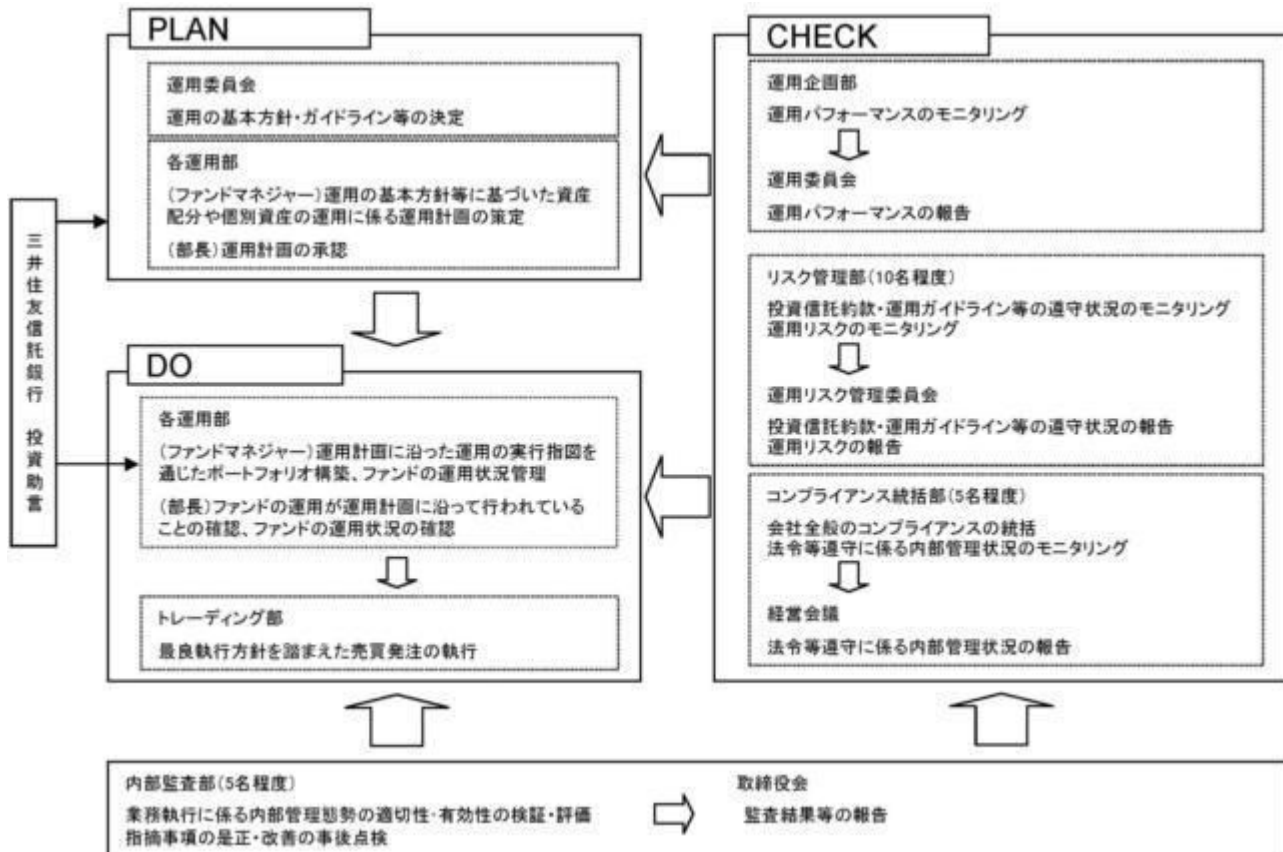 PLAN
運用委員会
運用の基本方針・ガイドライン等の決定
各運用部
(ファンドマネジャー)運用の基本方針等に基づいた資産
配分や個別資産の運用に係る運用計画の策定
(部長)運用計画の承認
三井住友信託銀行 投資助言
DO
各運用部
(ファンドマネジャー)運用計画に沿った運用の実行指図を
通じたポートフォリオ構築、ファンドの運用状況管理
(部長)ファンドの運用が運用計画に沿って行われている
ことの確認、ファンドの運用状況の確認
トレーディング部
最良執行方針を踏まえた売買発注の執行
CHECK
運用企画部
運用パフォーマンスのモニタリング
運用委員会
運用パフォーマンスの報告
リスク管理部(10名程度)
投資信託約款・運用ガイドライン等の遵守状況のモニタリング
運用リスクのモニタリング
運用リスク管理委員会
投資信託約款・運用ガイドライン等の遵守状況の報告
運用リスクの報告
コンプライアンス統括部(5名程度)
会社全般のコンプライアンスの統括
法令等遵守に係る内部管理状況のモニタリング
経営会議
法令等遵守に係る内部管理状況の報告
内部監査部(5名程度)
業務執行に係る内部管理態勢の適切性・有効性の検証・評価
指摘事項の是正・改善の事後点検
取締役会
監査結果等の報告